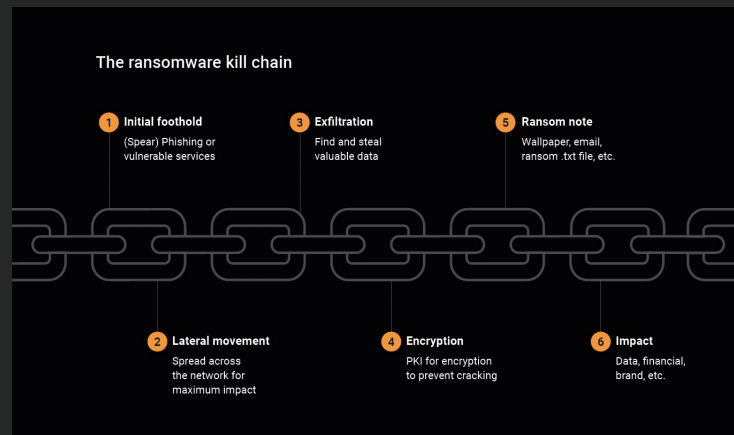 The ransomware kill chain
1 Initial foothold
(Spear) Phishing or
vulnerable services
2 Lateral movement
Spread across
the network for
maximum impact
3 Exfiltration
Find and steal
valuable data
4 Encryption
PKI for encryption
to prevent cracking
5 Ransom note
Wallpaper, email,
ransom .txt file, etc.
6 Impact
Data, financial,
brand, etc.